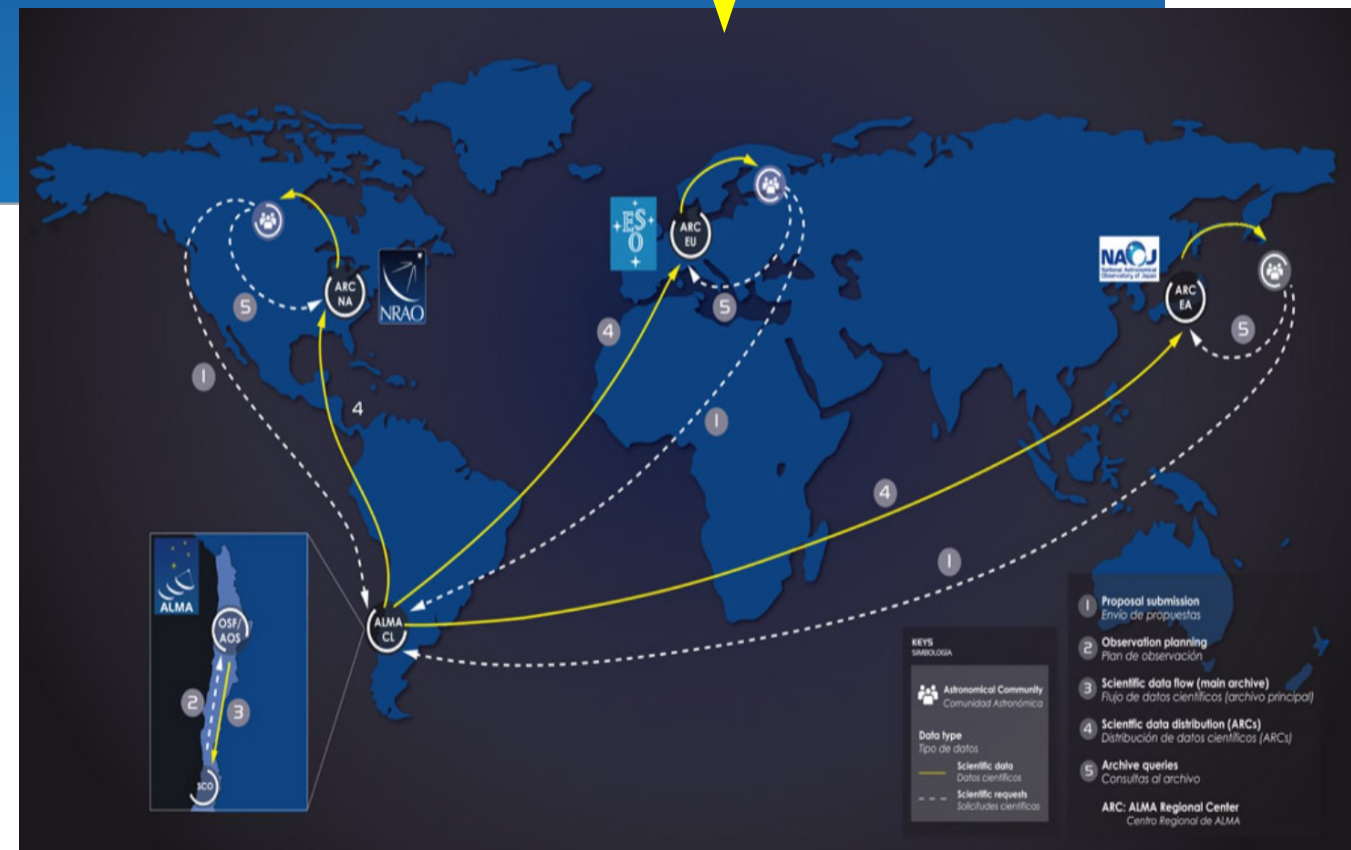 ES
O
ARC
EU
NAOJ
National Astronomical
Observatory of Japan
ARC
EA
ARC
NA
NRAO
5
5
5
4
1
4
1
4
1
ALMA
OSF/
AOS
ALMA
CL
2
3
SCO
KEYS
SIMBOLOGÍA
Astronomical Community
Comunidad Astronómica
Data type
Tipo de datos
Scientific data
Datos científicos
Scientific requests
Solicitudes científicas
1 Proposal submission
Envío de propuestas
2 Observation planning
Plan de observación
3 Scientific data flow (main archive)
Flujo de datos científicos (archivo principal)
4 Scientific data distribution (ARCs)
Distribución de datos científicos (ARCs)
5 Archive queries
Consultas al archivo
ARC: ALMA Regional Center
Centro Regional de ALMA